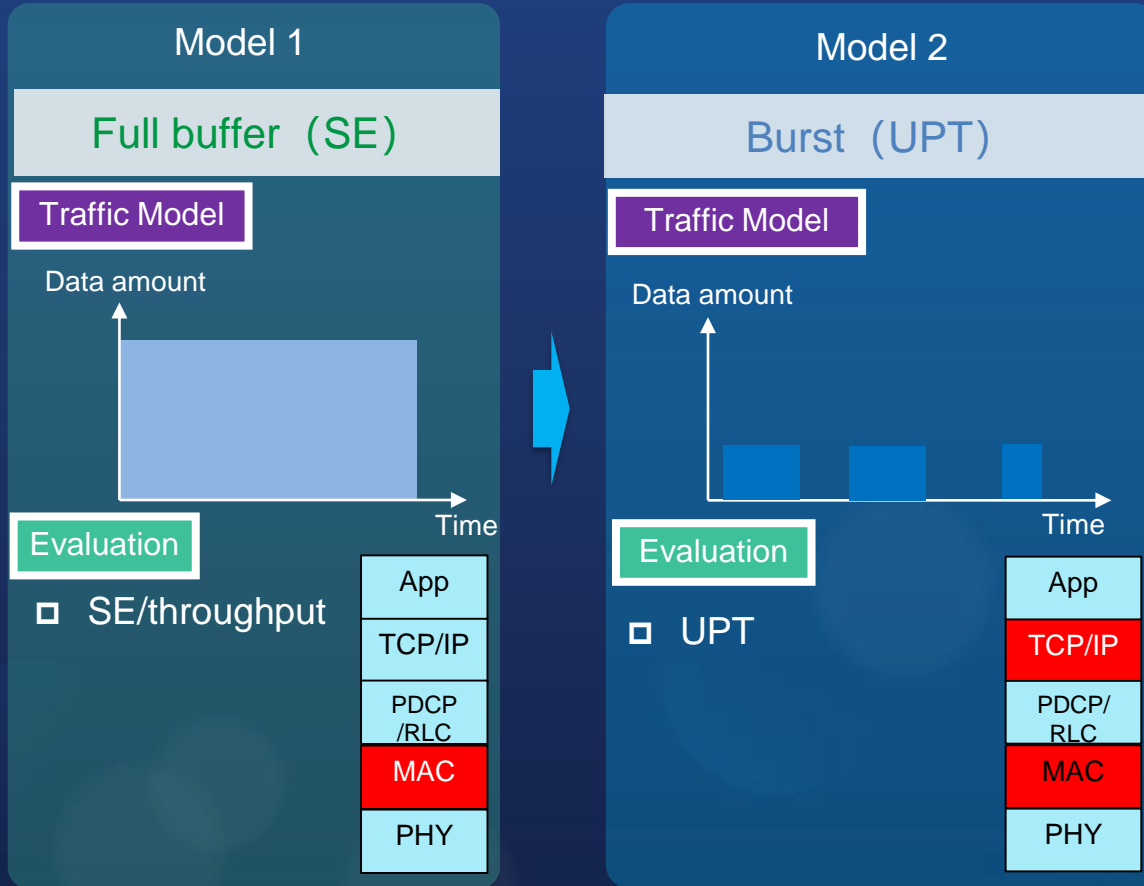 Model 1
Full buffer（SE）
Traffic Model
Data amount
Time
Evaluation
SE/throughput
App
TCP/IP
PDCP
/RLC
MAC
PHY
Model 2
Burst（UPT）
Traffic Model
Data amount
Time
Evaluation
UPT
App
TCP/IP
PDCP/
RLC
MAC
PHY